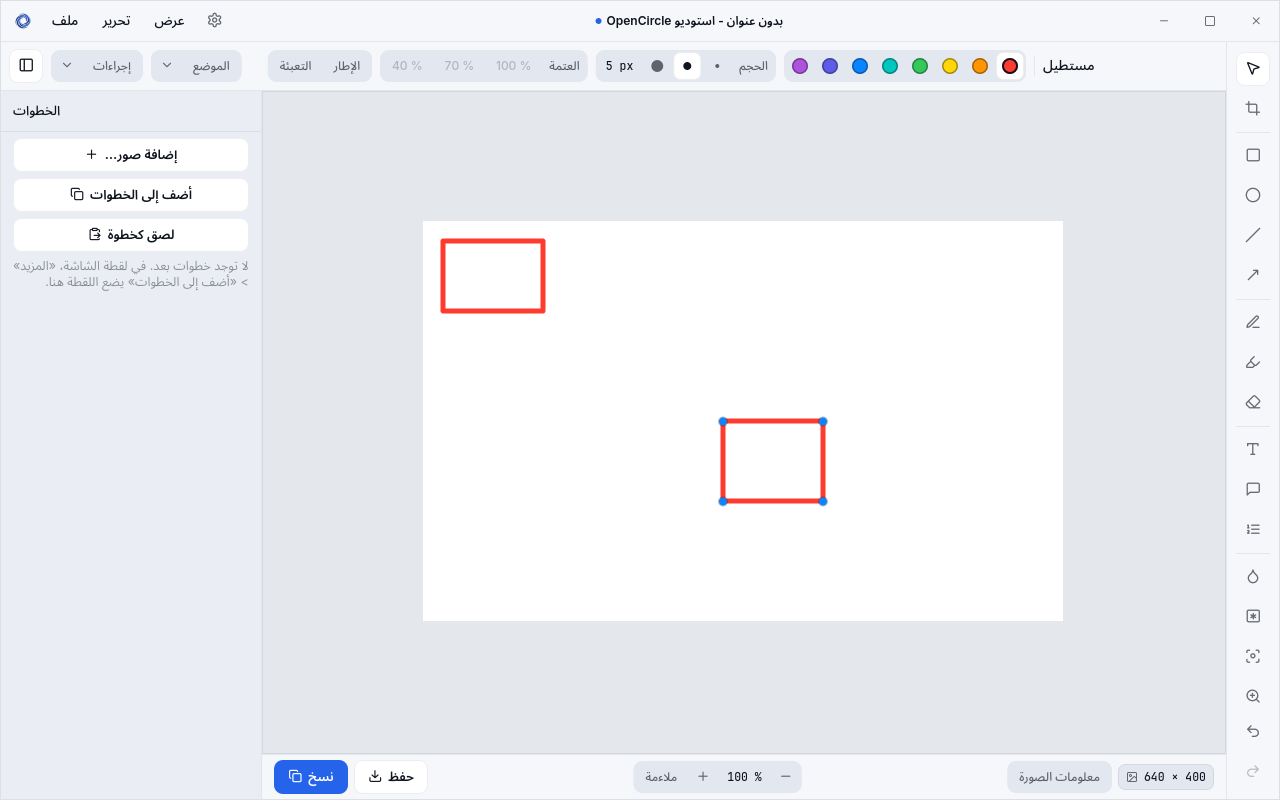 ملف تحرير عرض
بدون عنوان - استوديو OpenCircle
إجراءات الموضع
التعبئة الإطار
40 % 70 % 100 % العتمة
5 px الحجم
مستطيل
الخطوات
إضافة صور...
أضف إلى الخطوات
لصق كخطوة
لا توجد خطوات بعد. في لقطة الشاشة، «المزيد»
> «أضف إلى الخطوات» يضع اللقطة هنا.
نسخ حفظ
ملاءمة 100 %
معلومات الصورة 640 × 400